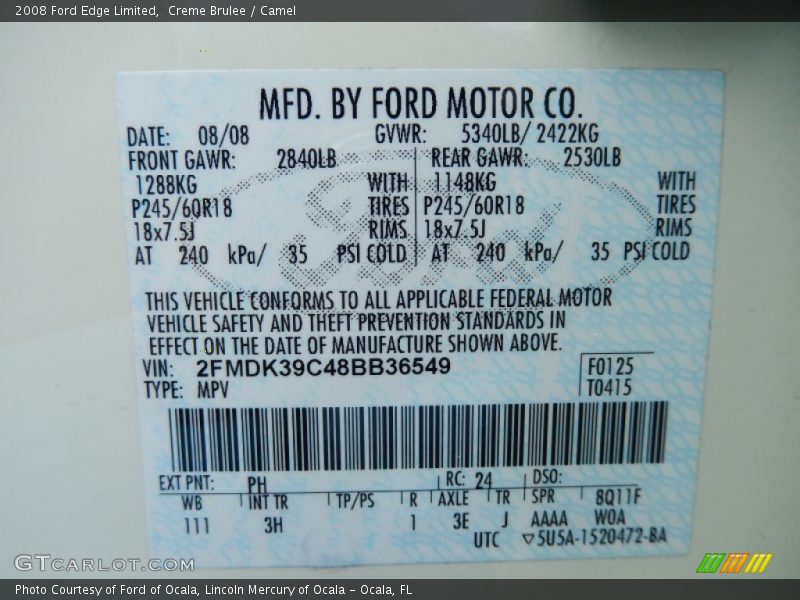 2008 Ford Edge Limited,  Creme Brulee / Camel
MFD. BY FORD MOTOR CO.
DATE: 08/08 GVWR: 5340LB/ 2422KG
FRONT GAWR: 2840LB REAR GAWR: 2530LB
1288KG WITH 1148KG WITH
P245/60R18 TIRES P245/60R18 TIRES
18x7.5J RIMS 18x7.5J RIMS
AT 240 kPa/ 35 PSI COLD AT 240 kPa/ 35 PSI COLD
Ford
THIS VEHICLE CONFORMS TO ALL APPLICABLE FEDERAL MOTOR
VEHICLE SAFETY AND THEFT PREVENTION STANDARDS IN
EFFECT ON THE DATE OF MANUFACTURE SHOWN ABOVE.
VIN: 2FMDK39C48BB36549 F0125
TYPE: MPV T0415
EXT PNT: PH RC: 24 DSO:
WB INT TR TP/PS R AXLE TR SPR 8Q11F
111 3H 1 3E J AAAA W0A
UTC ▽5U5A-1520472-BA
GTCARLOT.COM
Photo Courtesy of Ford of Ocala, Lincoln Mercury of Ocala – Ocala, FL